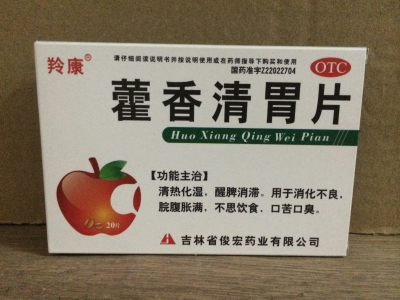 羚康®
请仔细阅读说明书并按说明使用或在药师指导下购买和使用
国药准字Z22022704
OTC
藿香清胃片
Huo Xiang Qing Wei Pian
【功能主治】
清热化湿、醒脾消滞。用于消化不良、
脘腹胀满、不思饮食、口苦口臭。
吉林省俊宏药业有限公司